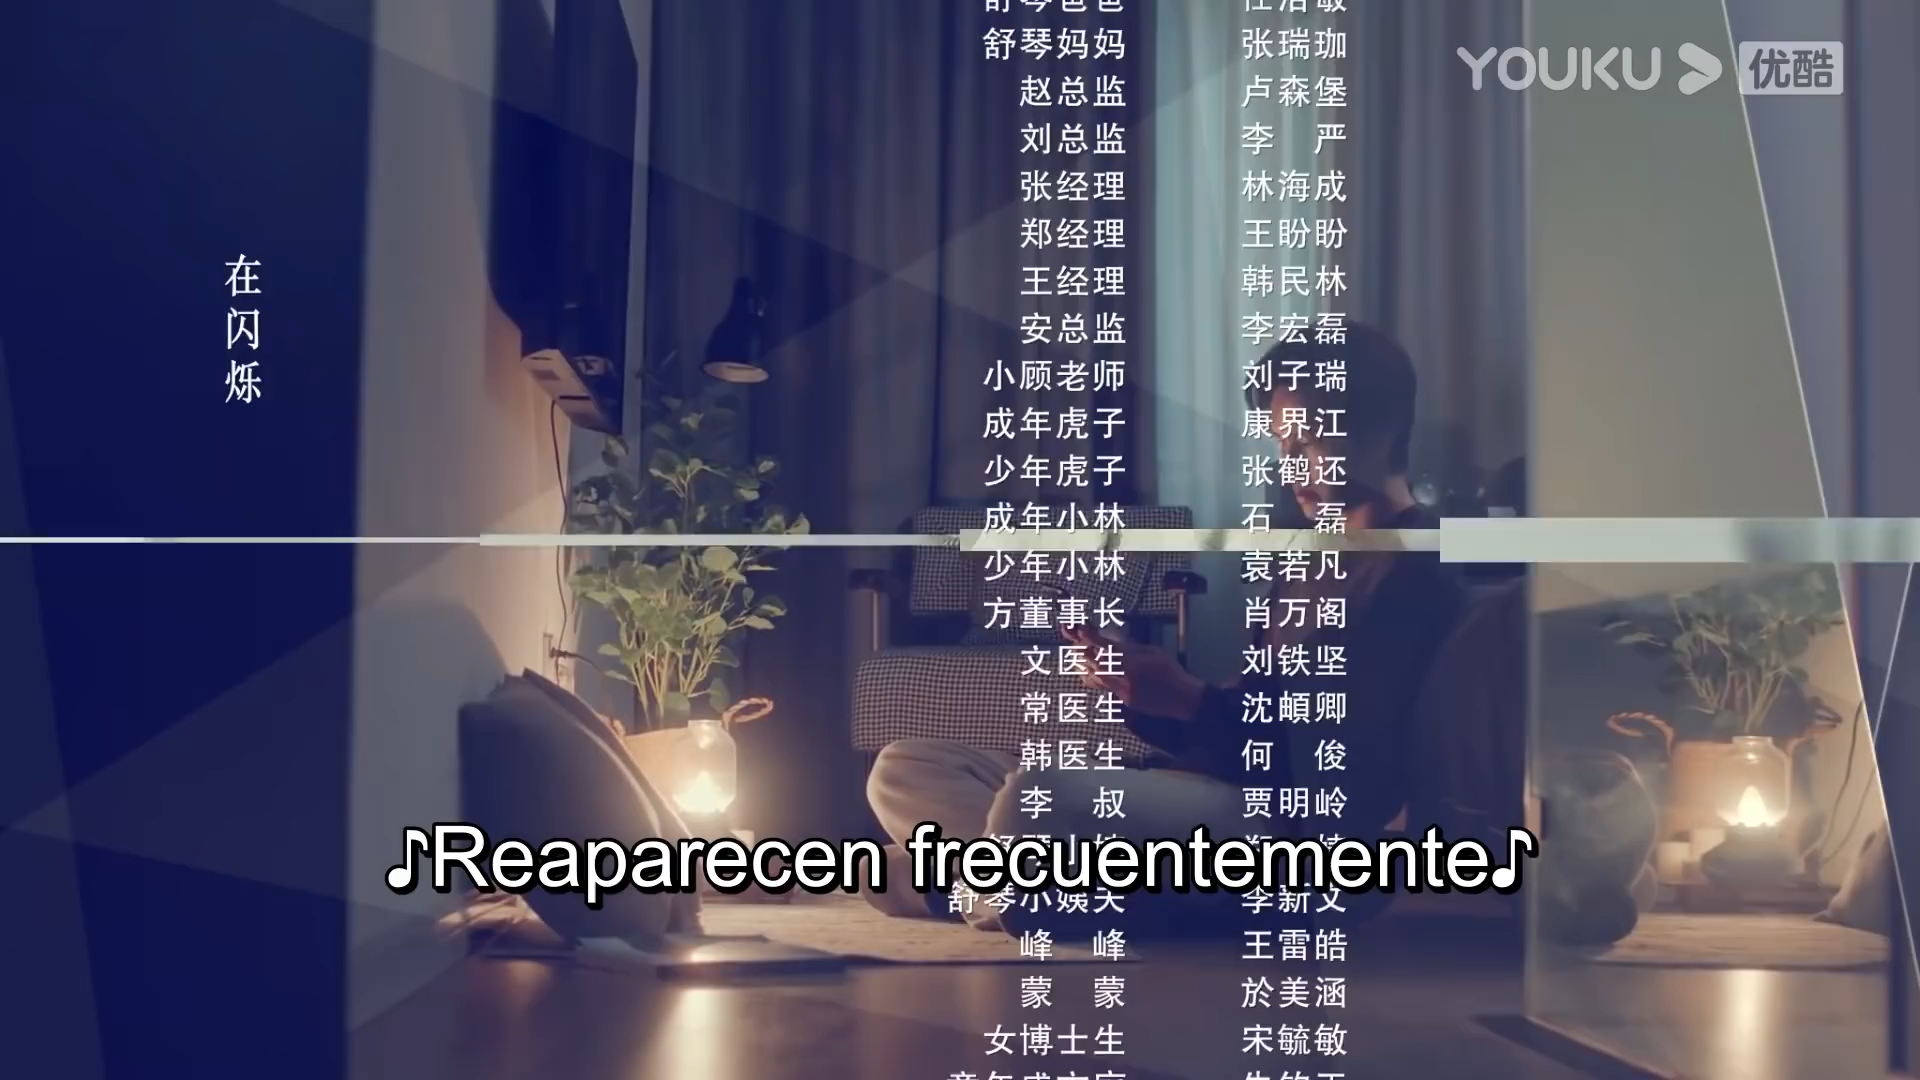 舒琴妈妈 张瑞珈
YOUKU 优酷
赵总监 卢森堡
刘总监 李 严
张经理 林海成
郑经理 王盼盼
王经理 韩民林
在闪烁
安总监 李宏磊
小顾老师 刘子瑞
成年虎子 康界江
少年虎子 张鹤还
成年小林 石 磊
少年小林 袁若凡
方董事长 肖万阁
文医生 刘铁坚
常医生 沈頔卿
韩医生 何 俊
李 叔 贾明岭
♪Reaparecen frecuentemente♪
舒琴小姨夫 李新文
峰 峰 王雷皓
蒙 蒙 於美涵
女博士生 宋毓敏